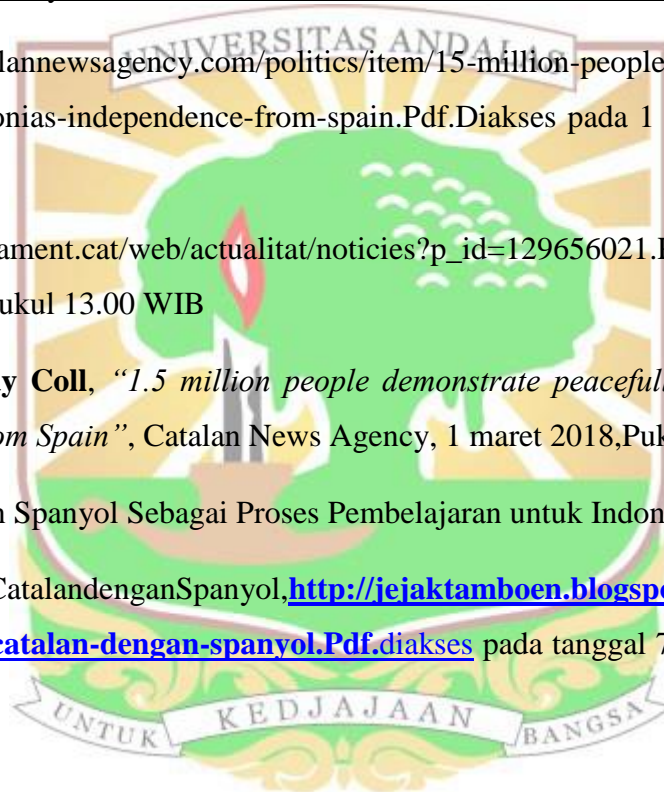 UNIVERSITAS ANDALAS
lannewsagency.com/politics/item/15-million-people
onias-independence-from-spain.Pdf.Diakses pada 1
ament.cat/web/actualitat/noticies?p_id=129656021.
ukul 13.00 WIB
y Coll, “1.5 million people demonstrate peacefull
om Spain”, Catalan News Agency, 1 maret 2018,Puk
n Spanyol Sebagai Proses Pembelajaran untuk Indon
CatalandenganSpanyol,http://jejaktamboen.blogspo
catalan-dengan-spanyol.Pdf.diakses pada tanggal 7
UNTUK KEDJAJAAN BANGSA